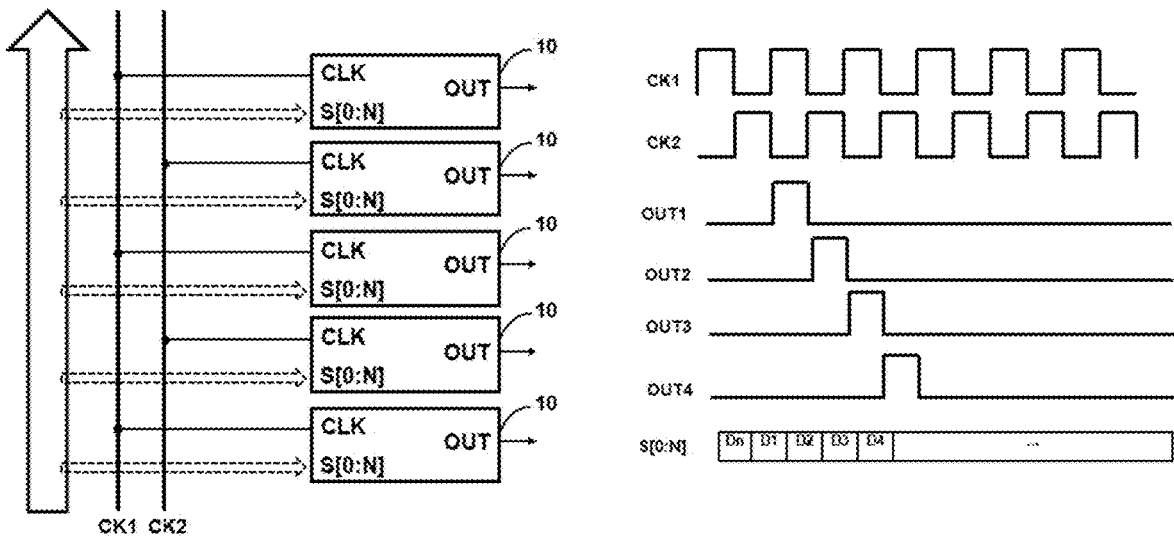 10
CLK
OUT
S[0:N]
10
CLK
OUT
S[0:N]
10
CLK
OUT
S[0:N]
10
CLK
OUT
S[0:N]
10
CLK
OUT
S[0:N]
CK1 CK2
CK1
CK2
OUT1
OUT2
OUT3
OUT4
S[0:N] Dn D1 D2 D3 D4 ...